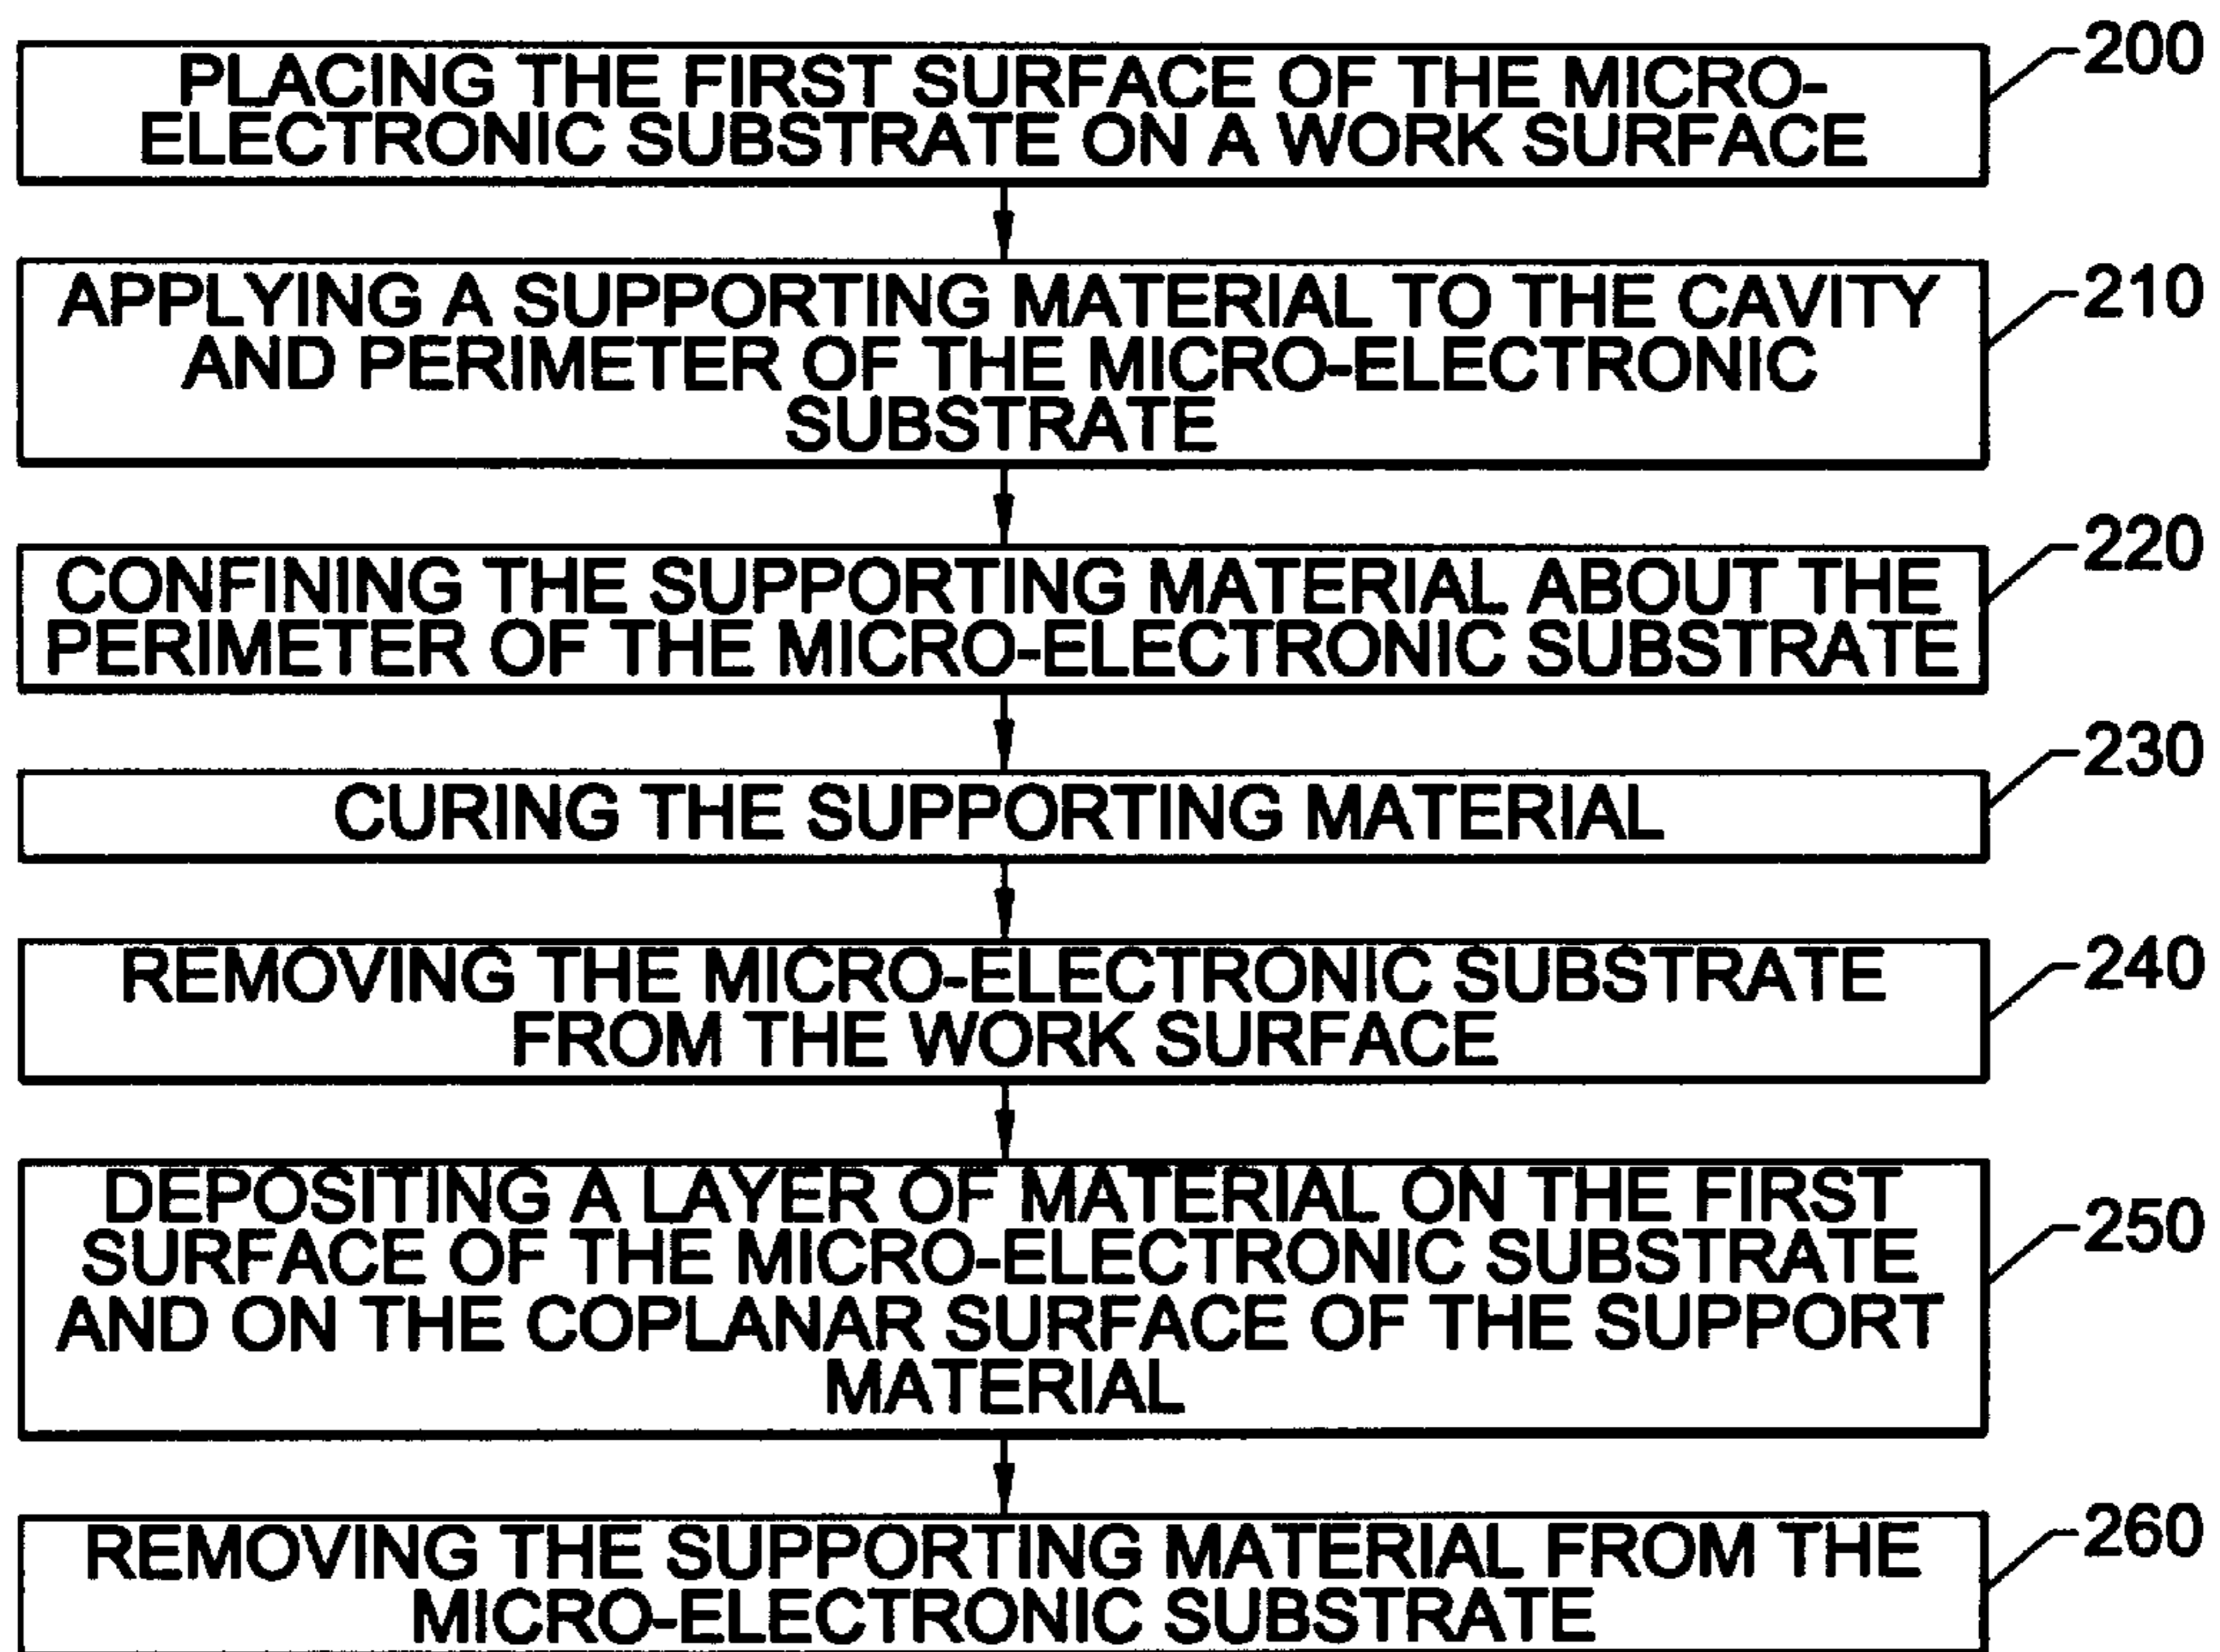 200
PLACING THE FIRST SURFACE OF THE MICRO-
ELECTRONIC SUBSTRATE ON A WORK SURFACE
210
APPLYING A SUPPORTING MATERIAL TO THE CAVITY
AND PERIMETER OF THE MICRO-ELECTRONIC
SUBSTRATE
220
CONFINING THE SUPPORTING MATERIAL ABOUT THE
PERIMETER OF THE MICRO-ELECTRONIC SUBSTRATE
230
CURING THE SUPPORTING MATERIAL
240
REMOVING THE MICRO-ELECTRONIC SUBSTRATE
FROM THE WORK SURFACE
250
DEPOSITING A LAYER OF MATERIAL ON THE FIRST
SURFACE OF THE MICRO-ELECTRONIC SUBSTRATE
AND ON THE COPLANAR SURFACE OF THE SUPPORT
MATERIAL
260
REMOVING THE SUPPORTING MATERIAL FROM THE
MICRO-ELECTRONIC SUBSTRATE